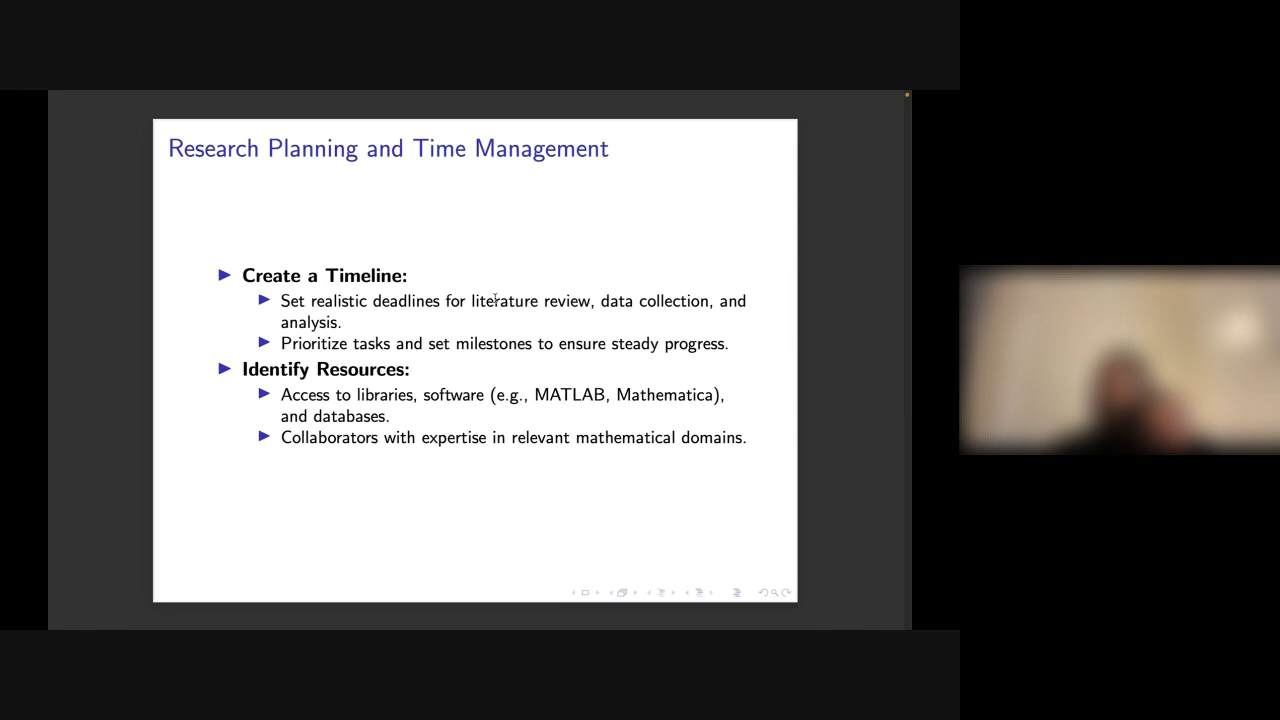 Research Planning and Time Management
Create a Timeline:
Set realistic deadlines for literature review, data collection, and
analysis.
Prioritize tasks and set milestones to ensure steady progress.
Identify Resources:
Access to libraries, software (e.g., MATLAB, Mathematica),
and databases.
Collaborators with expertise in relevant mathematical domains.